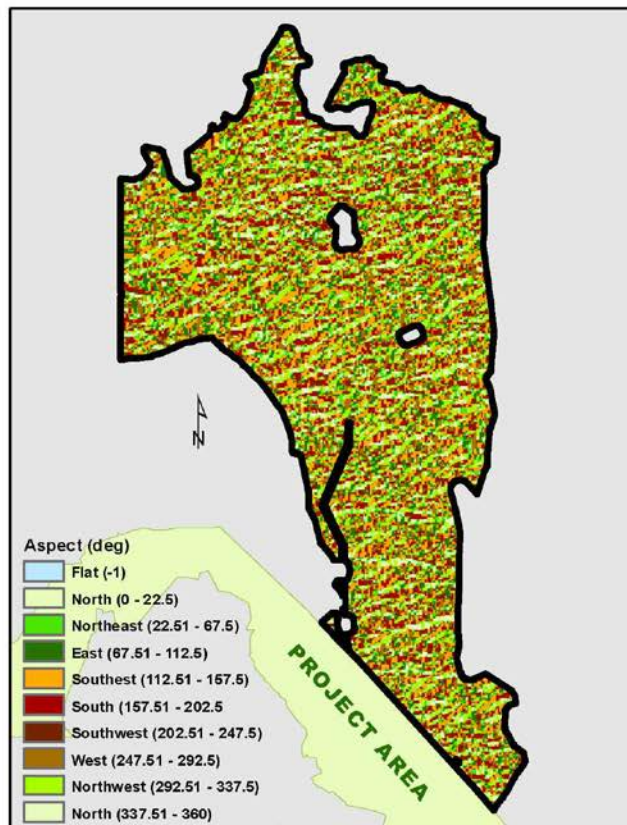 N
Aspect (deg)
Flat (-1)
North (0 - 22.5)
Northeast (22.51 - 67.5)
East (67.51 - 112.5)
Southest (112.51 - 157.5)
South (157.51 - 202.5
Southwest (202.51 - 247.5)
West (247.51 - 292.5)
Northwest (292.51 - 337.5)
North (337.51 - 360)
PROJECT AREA